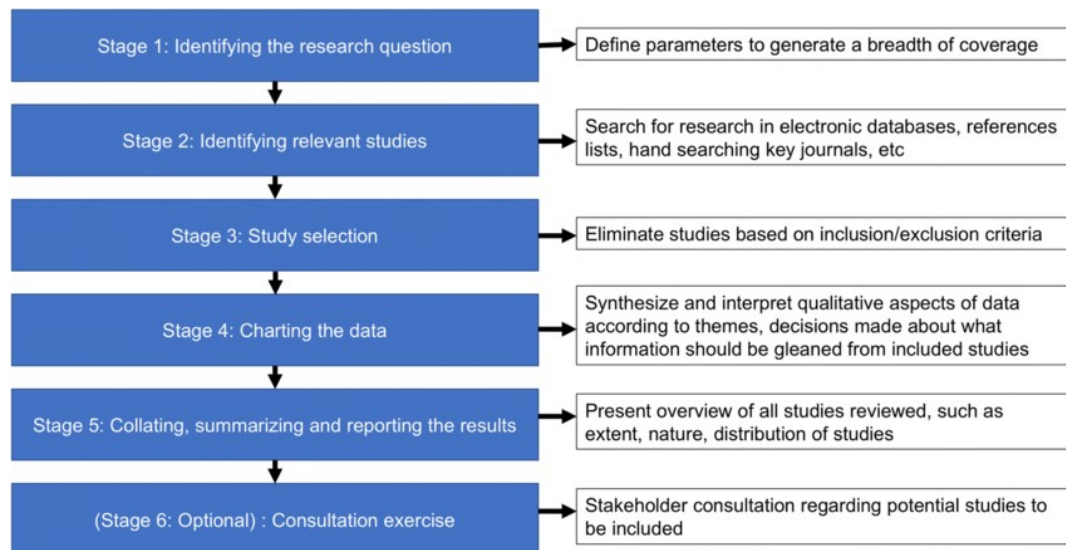 Stage 1: Identifying the research question
Define parameters to generate a breadth of coverage
Stage 2: Identifying relevant studies
Search for research in electronic databases, references
lists, hand searching key journals, etc
Stage 3: Study selection
Eliminate studies based on inclusion/exclusion criteria
Stage 4: Charting the data
Synthesize and interpret qualitative aspects of data
according to themes, decisions made about what
information should be gleaned from included studies
Stage 5: Collating, summarizing and reporting the results
Present overview of all studies reviewed, such as
extent, nature, distribution of studies
(Stage 6: Optional) : Consultation exercise
Stakeholder consultation regarding potential studies to
be included